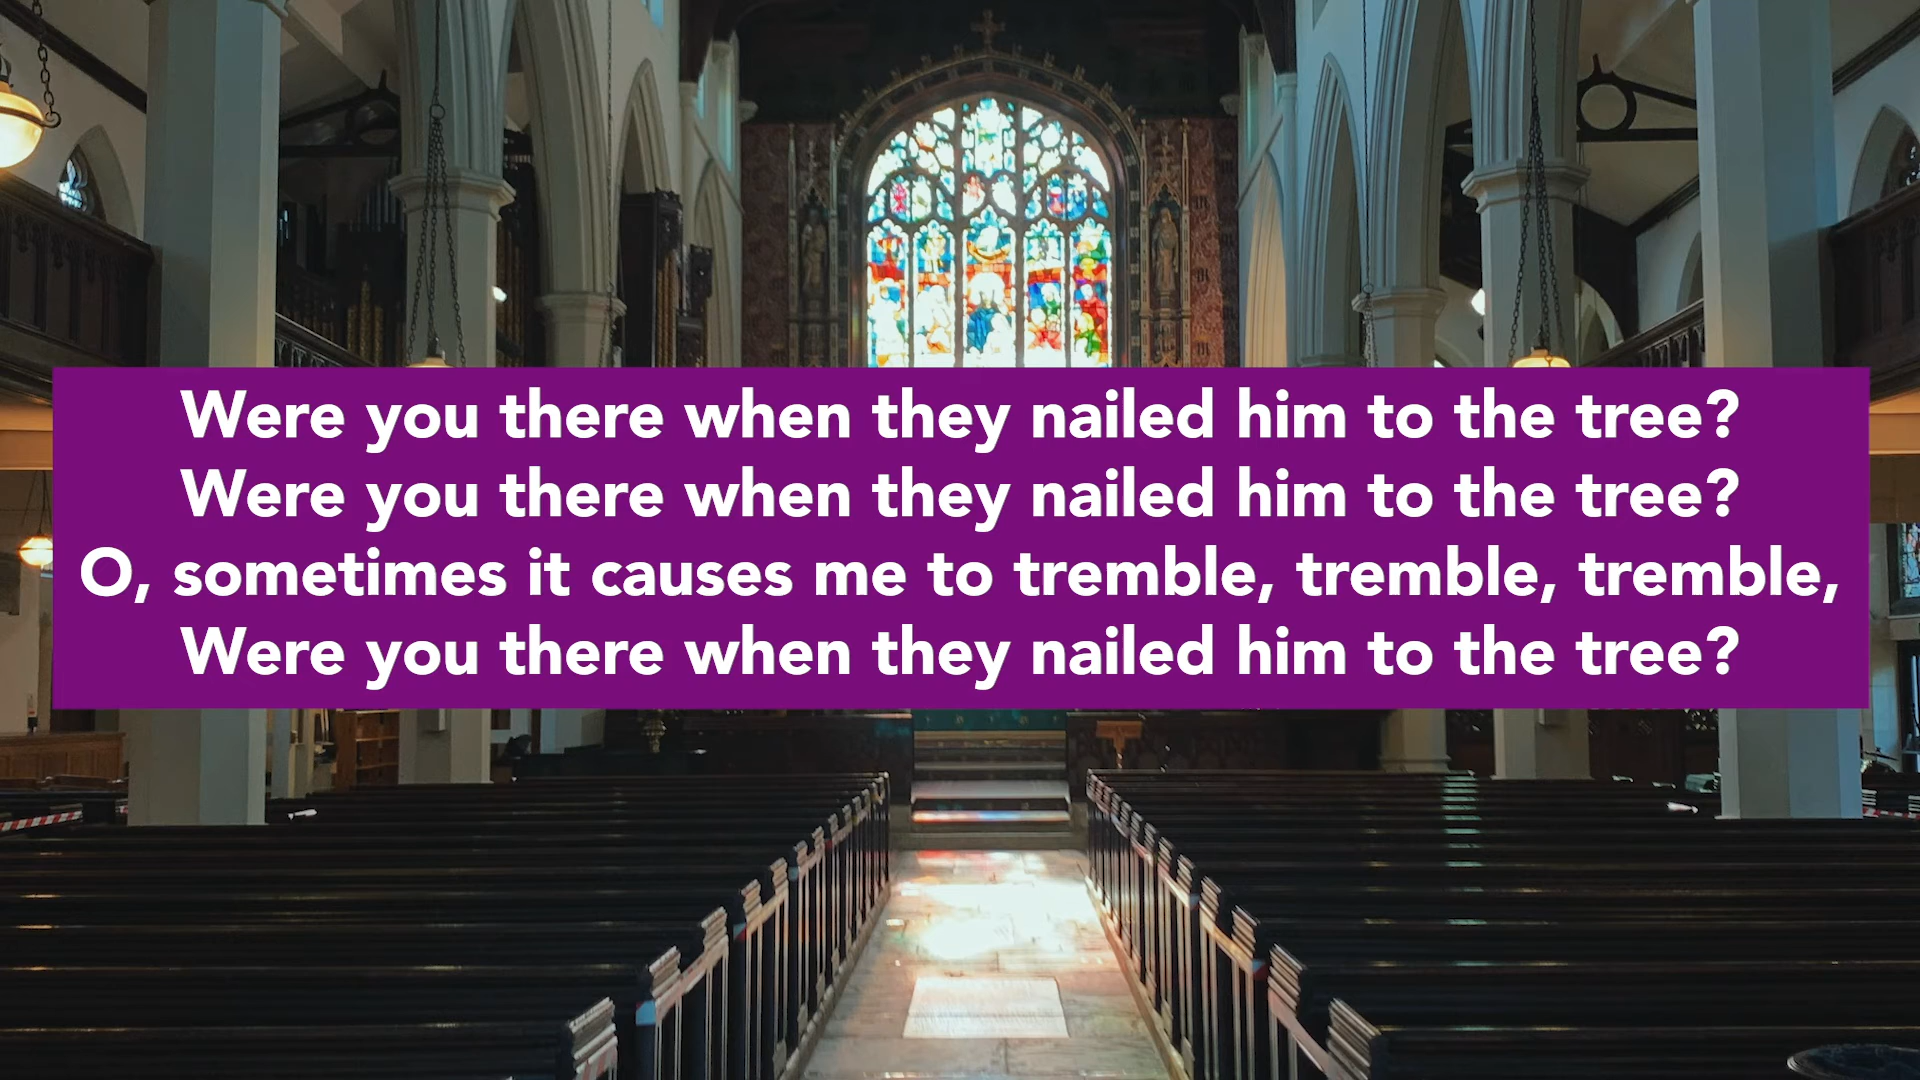 Were you there when they nailed him to the tree?
Were you there when they nailed him to the tree?
O, sometimes it causes me to tremble, tremble, tremble,
Were you there when they nailed him to the tree?